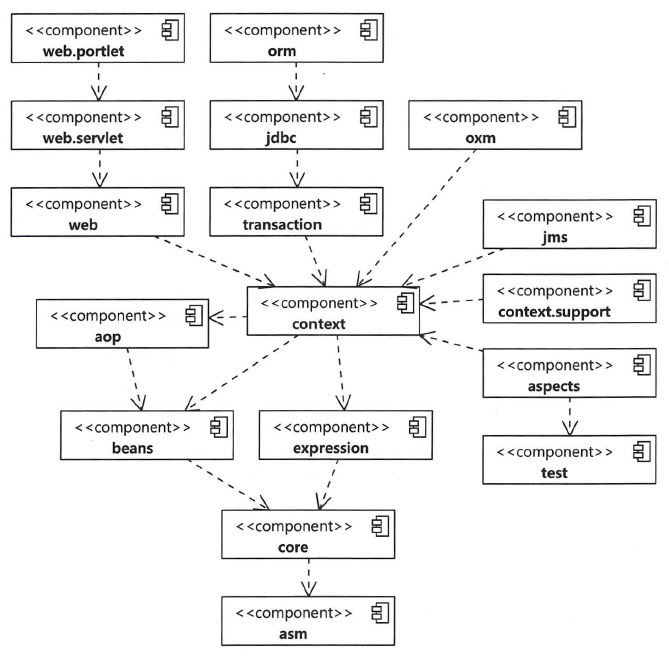 <<component>>
web.portlet
<<component>>
orm
<<component>>
web.servlet
<<component>>
jdbc
<<component>>
oxm
<<component>>
web
<<component>>
transaction
<<component>>
jms
<<component>>
context.support
<<component>>
context
<<component>>
aop
<<component>>
aspects
<<component>>
beans
<<component>>
expression
<<component>>
test
<<component>>
core
<<component>>
asm